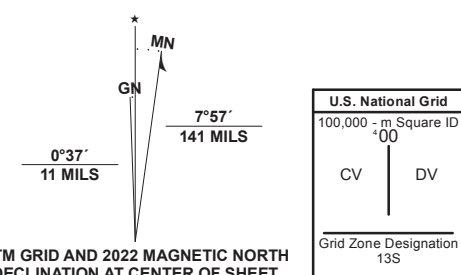 ★
MN
GN
7°57´
141 MILS
0°37´
11 MILS
TM GRID AND 2022 MAGNETIC NORTH
DECLINATION AT CENTER OF SHEET
U.S. National Grid
100,000 - m Square ID
⁴00
CV
DV
Grid Zone Designation
13S